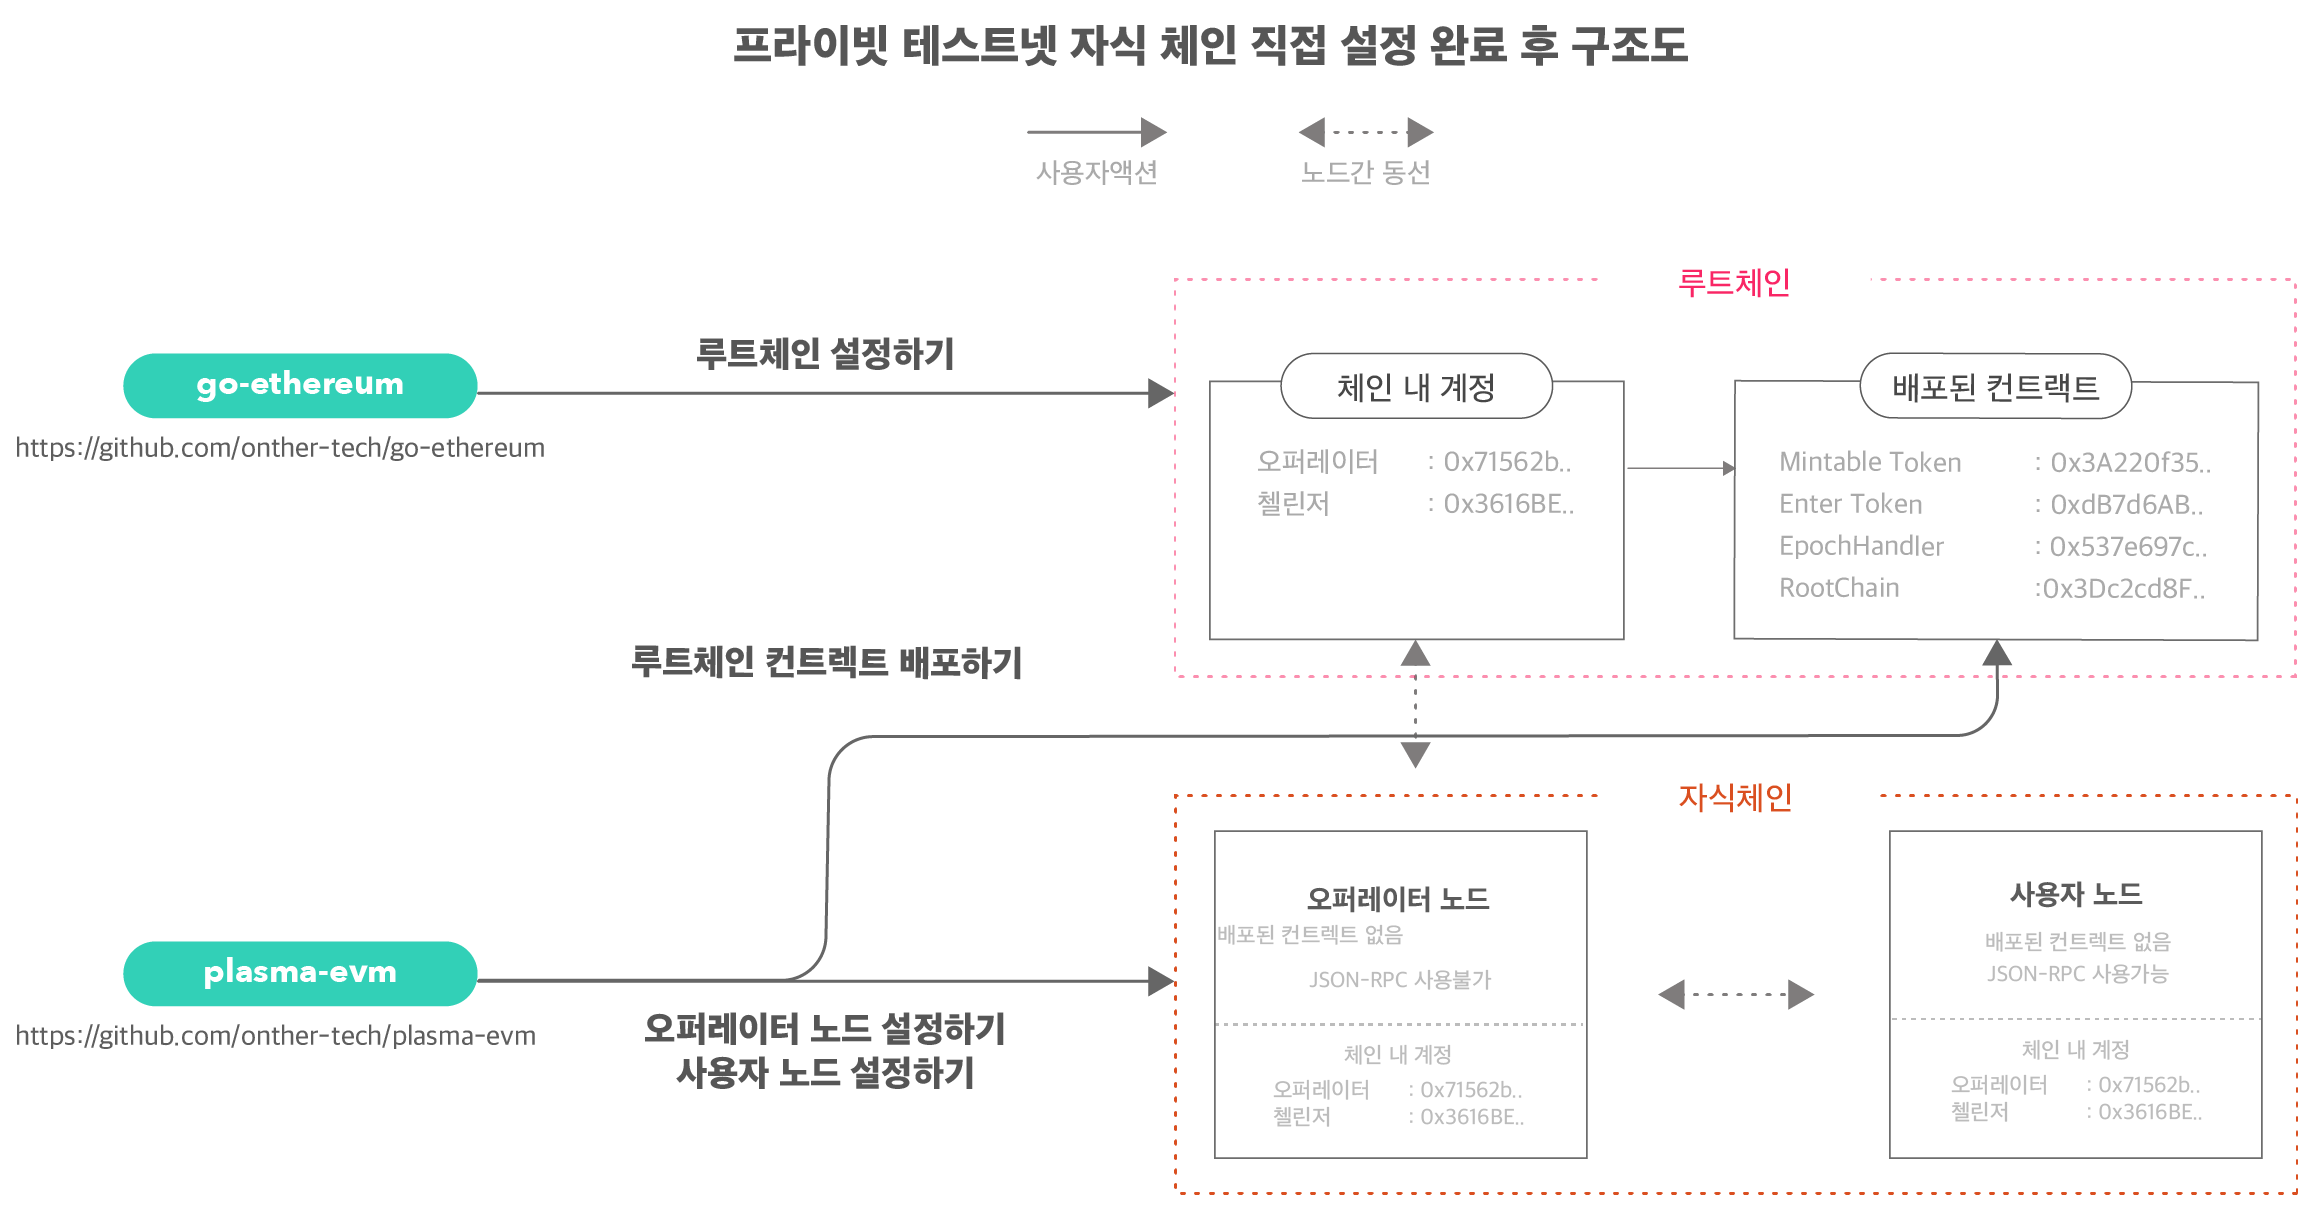 프라이빗 테스트넷 자식 체인 직접 설정 완료 후 구조도
사용자액션
노드간 동선
루트체인
루트체인 설정하기
go-ethereum
https://github.com/onther-tech/go-ethereum
체인 내 계정
오퍼레이터 : 0x71562b..
첼린저 : 0x3616BE..
배포된 컨트랙트
Mintable Token : 0x3A220f35..
Enter Token : 0xdB7d6AB..
EpochHandler : 0x537e697c..
RootChain :0x3Dc2cd8F..
루트체인 컨트렉트 배포하기
자식체인
plasma-evm
https://github.com/onther-tech/plasma-evm
오퍼레이터 노드 설정하기
사용자 노드 설정하기
오퍼레이터 노드
배포된 컨트렉트 없음
JSON-RPC 사용불가
체인 내 계정
오퍼레이터 : 0x71562b..
첼린저 : 0x3616BE..
사용자 노드
배포된 컨트렉트 없음
JSON-RPC 사용가능
체인 내 계정
오퍼레이터 : 0x71562b..
첼린저 : 0x3616BE..